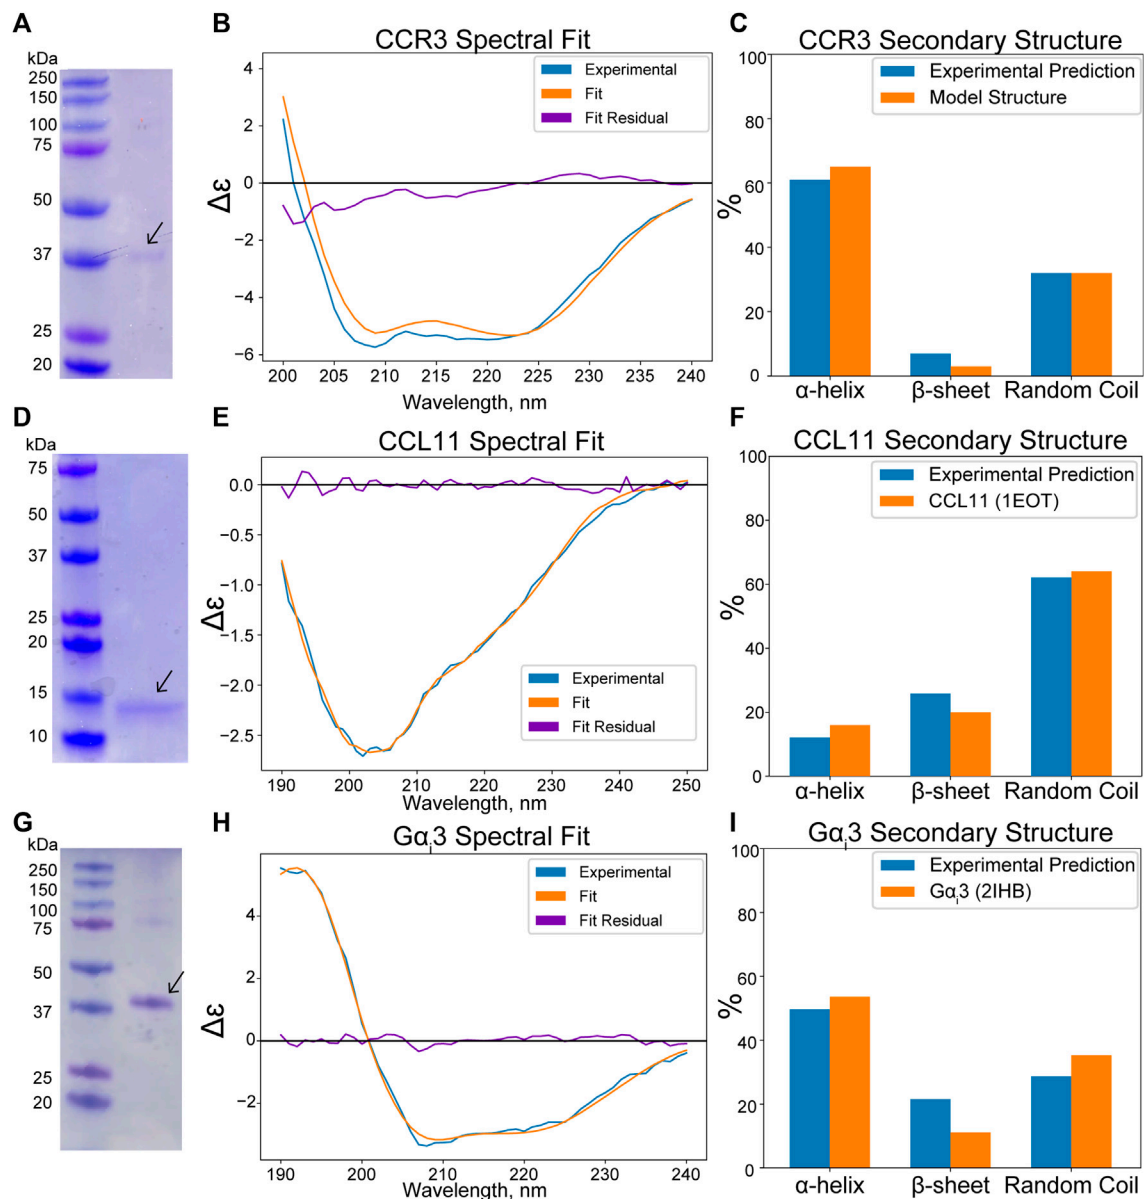 A
kDa
250
150
100
75
50
37
25
20
B
CCR3 Spectral Fit
Experimental
Fit
Fit Residual
4
2
0
−2
−4
−6
Δε
200 205 210 215 220 225 230 235 240
Wavelength, nm
C
CCR3 Secondary Structure
Experimental Prediction
Model Structure
100
80
60
40
20
0
%
α-helix β-sheet Random Coil
D
kDa
75
50
37
25
20
15
10
E
CCL11 Spectral Fit
0.0
−0.5
−1.0
−1.5
−2.0
−2.5
Δε
Experimental
Fit
Fit Residual
190 200 210 220 230 240 250
Wavelength, nm
F
CCL11 Secondary Structure
Experimental Prediction
CCL11 (1EOT)
100
80
60
40
20
0
%
α-helix β-sheet Random Coil
G
kDa
250
150
100
75
50
37
25
20
H
Gαi3 Spectral Fit
Experimental
Fit
Fit Residual
4
2
0
−2
Δε
190 200 210 220 230 240
Wavelength, nm
I
Gαi3 Secondary Structure
Experimental Prediction
Gαi3 (2IHB)
100
80
60
40
20
0
%
α-helix β-sheet Random Coil